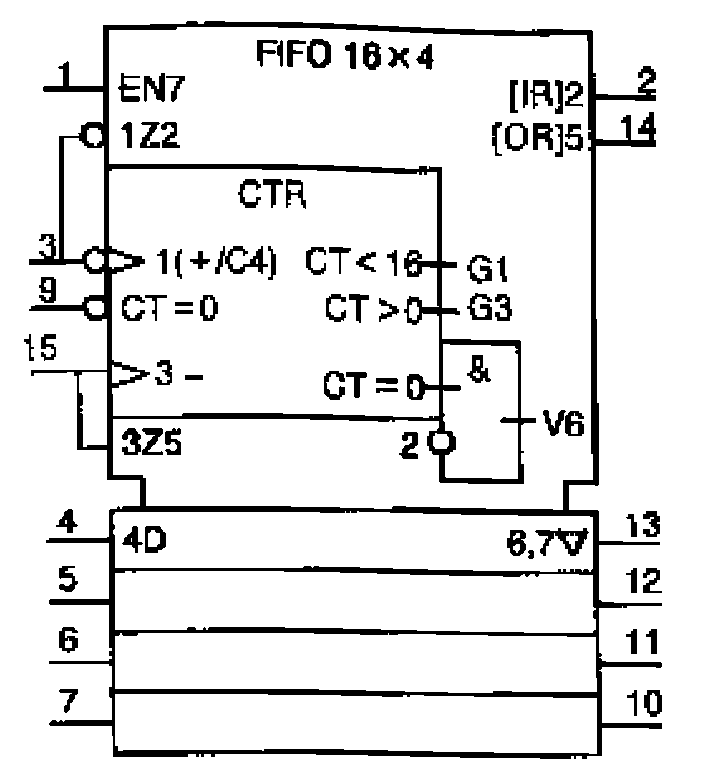 FIFO 16 × 4
1 EN7 [IR]2 2
1Z2 [OR]5 14
CTR
3 1(+/C4) CT < 16 G1
9 CT = 0 CT > 0 G3
15 3 – CT = 0 &
V6
3Z5 2
4 4D 6,7▽ 13
5 12
6 11
7 10